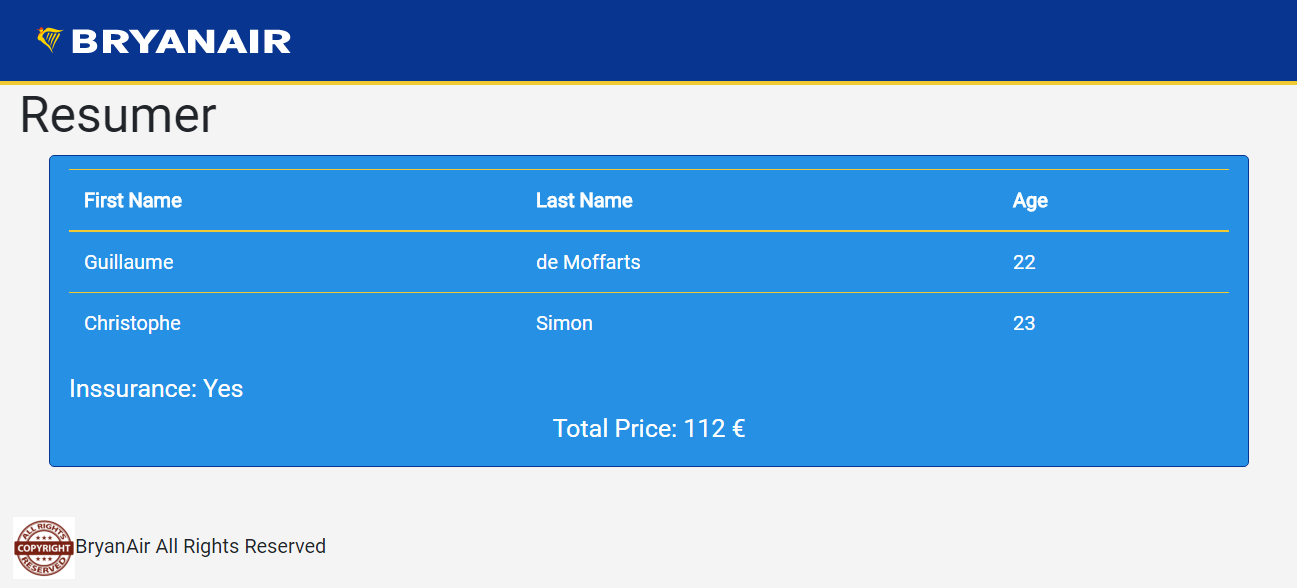 BRYANAIR
Resumer
First Name Last Name Age
Guillaume de Moffarts 22
Christophe Simon 23
Inssurance: Yes
Total Price: 112 €
ALL RIGHTS
COPYRIGHT
RESERVED
BryanAir All Rights Reserved